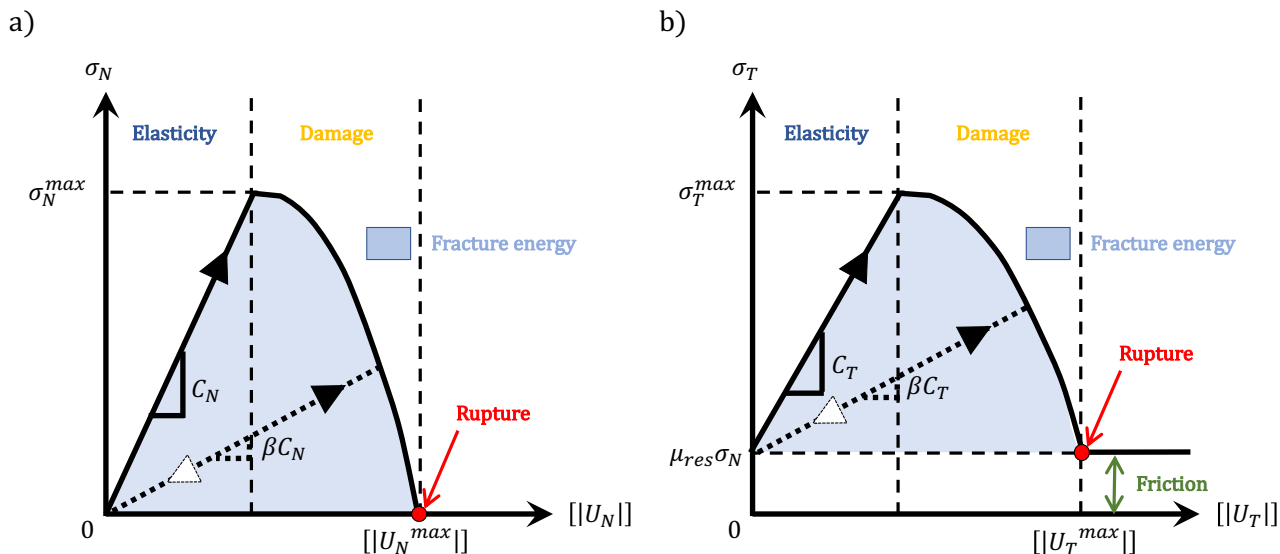 a)
σ_N
Elasticity
Damage
σ_N^max
Fracture energy
C_N
Rupture
βC_N
0
[|U_N^max|]
[|U_N|]
b)
σ_T
Elasticity
Damage
σ_T^max
Fracture energy
C_T
Rupture
βC_T
μ_res σ_N
Friction
0
[|U_T^max|]
[|U_T|]